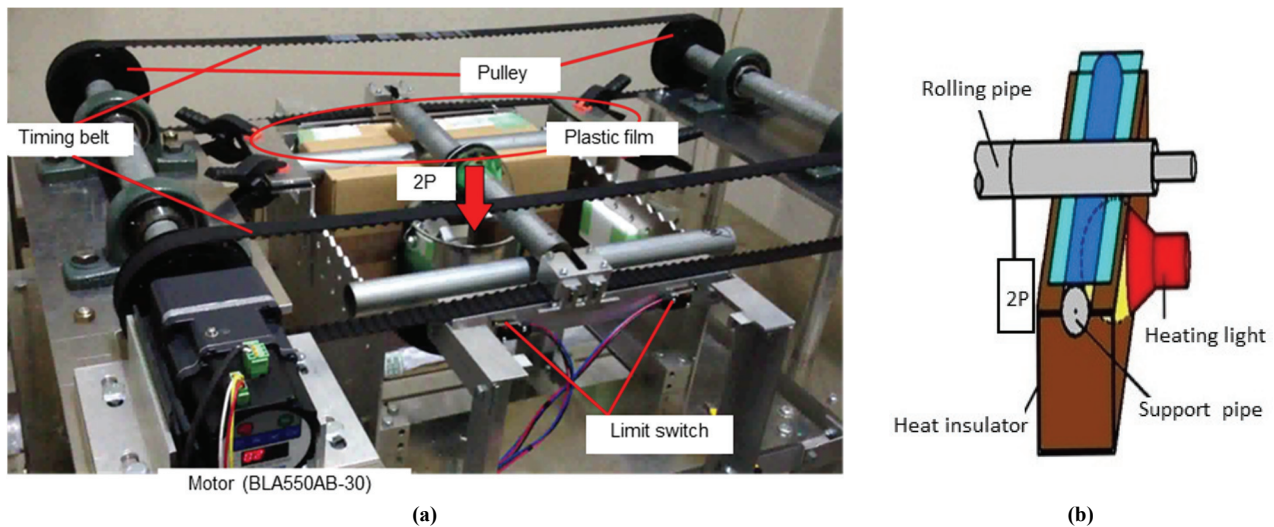 Pulley
Timing belt
Plastic film
2P
Limit switch
Motor (BLA550AB-30)
(a)
Rolling pipe
2P
Heating light
Support pipe
Heat insulator
(b)